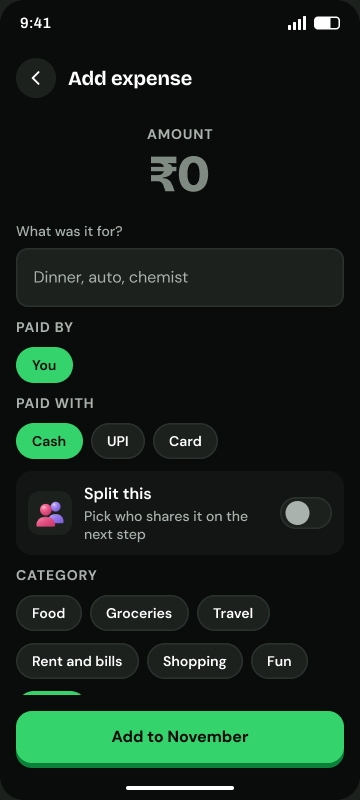 9:41
Add expense
AMOUNT
₹0
What was it for?
Dinner, auto, chemist
PAID BY
You
PAID WITH
Cash UPI Card
Split this
Pick who shares it on the
next step
CATEGORY
Food Groceries Travel
Rent and bills Shopping Fun
Add to November